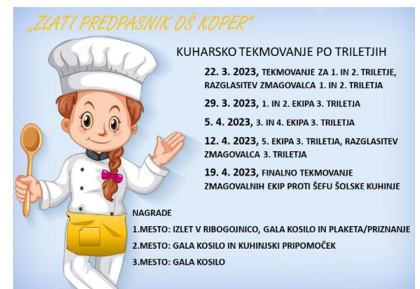 „ZLATI PREDPASNIK OŠ KOPER"
KUHARSKO TEKMOVANJE PO TRILETJIH
22. 3. 2023, TEKMOVANJE ZA 1. IN 2. TRILETJE,
RAZGLASITEV ZMAGOVALCA 1. IN 2. TRILETJA
29. 3. 2023, 1. IN 2. EKIPA 3. TRILETJA
5. 4. 2023, 3. IN 4. EKIPA 3. TRILETJA
12. 4. 2023, 5. EKIPA 3. TRILETJA, RAZGLASITEV
ZMAGOVALCA 3. TRILETJA
19. 4. 2023, FINALNO TEKMOVANJE
ZMAGOVALNIH EKIP PROTI ŠEFU ŠOLSKE KUHINJE
NAGRADE
1.MESTO: IZLET V RIBOGOJNICO, GALA KOSILO IN PLAKETA/PRIZNANJE
2.MESTO: GALA KOSILO IN KUHINJSKI PRIPOMOČEK
3.MESTO: GALA KOSILO